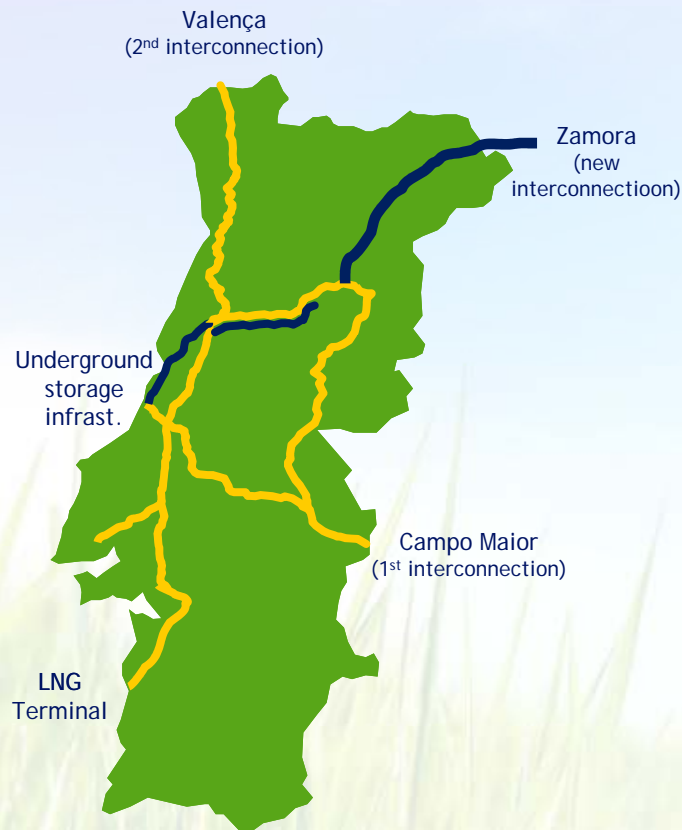 Valença
(2nd interconnection)
Zamora
(new
interconnectioon)
Underground
storage
infrast.
Campo Maior
(1st interconnection)
LNG
Terminal